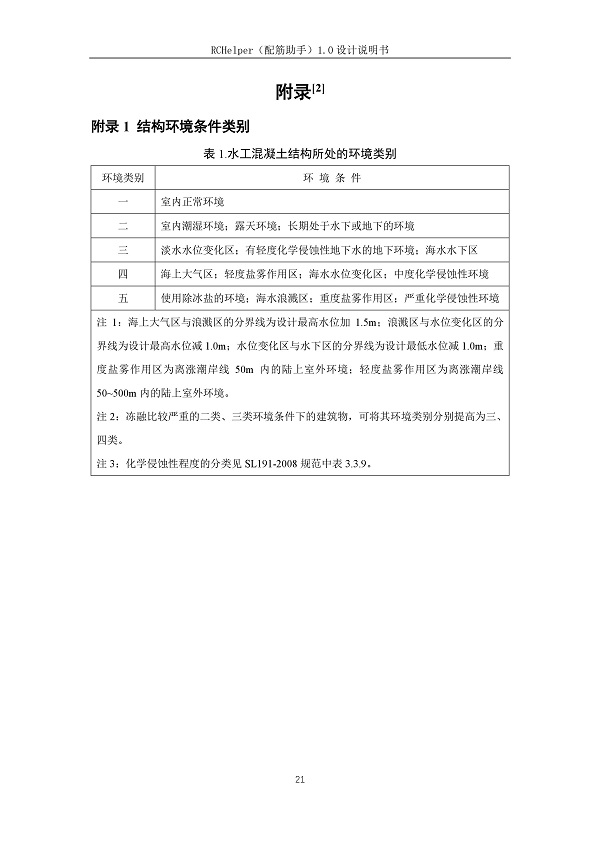 RCHelper（配筋助手）1.0 设计说明书
附录[2]
附录 1 结构环境条件类别
表 1.水工混凝土结构所处的环境类别
环境类别 环 境 条 件
一 室内正常环境
二 室内潮湿环境；露天环境；长期处于水下或地下的环境
三 淡水水位变化区；有轻度化学侵蚀性地下水的地下环境；海水水下区
四 海上大气区；轻度盐雾作用区；海水水位变化区；中度化学侵蚀性环境
五 使用除冰盐的环境；海水浪溅区；重度盐雾作用区；严重化学侵蚀性环境
注 1：海上大气区与浪溅区的分界线为设计最高水位加 1.5m；浪溅区与水位变化区的分
界线为设计最高水位减 1.0m；水位变化区与水下区的分界线为设计最低水位减 1.0m；重
度盐雾作用区为离涨潮岸线 50m 内的陆上室外环境；轻度盐雾作用区为离涨潮岸线
50~500m 内的陆上室外环境。
注 2：冻融比较严重的二类、三类环境条件下的建筑物，可将其环境类别分别提高为三、
四类。
注 3：化学侵蚀性程度的分类见 SL191-2008 规范中表 3.3.9。
21